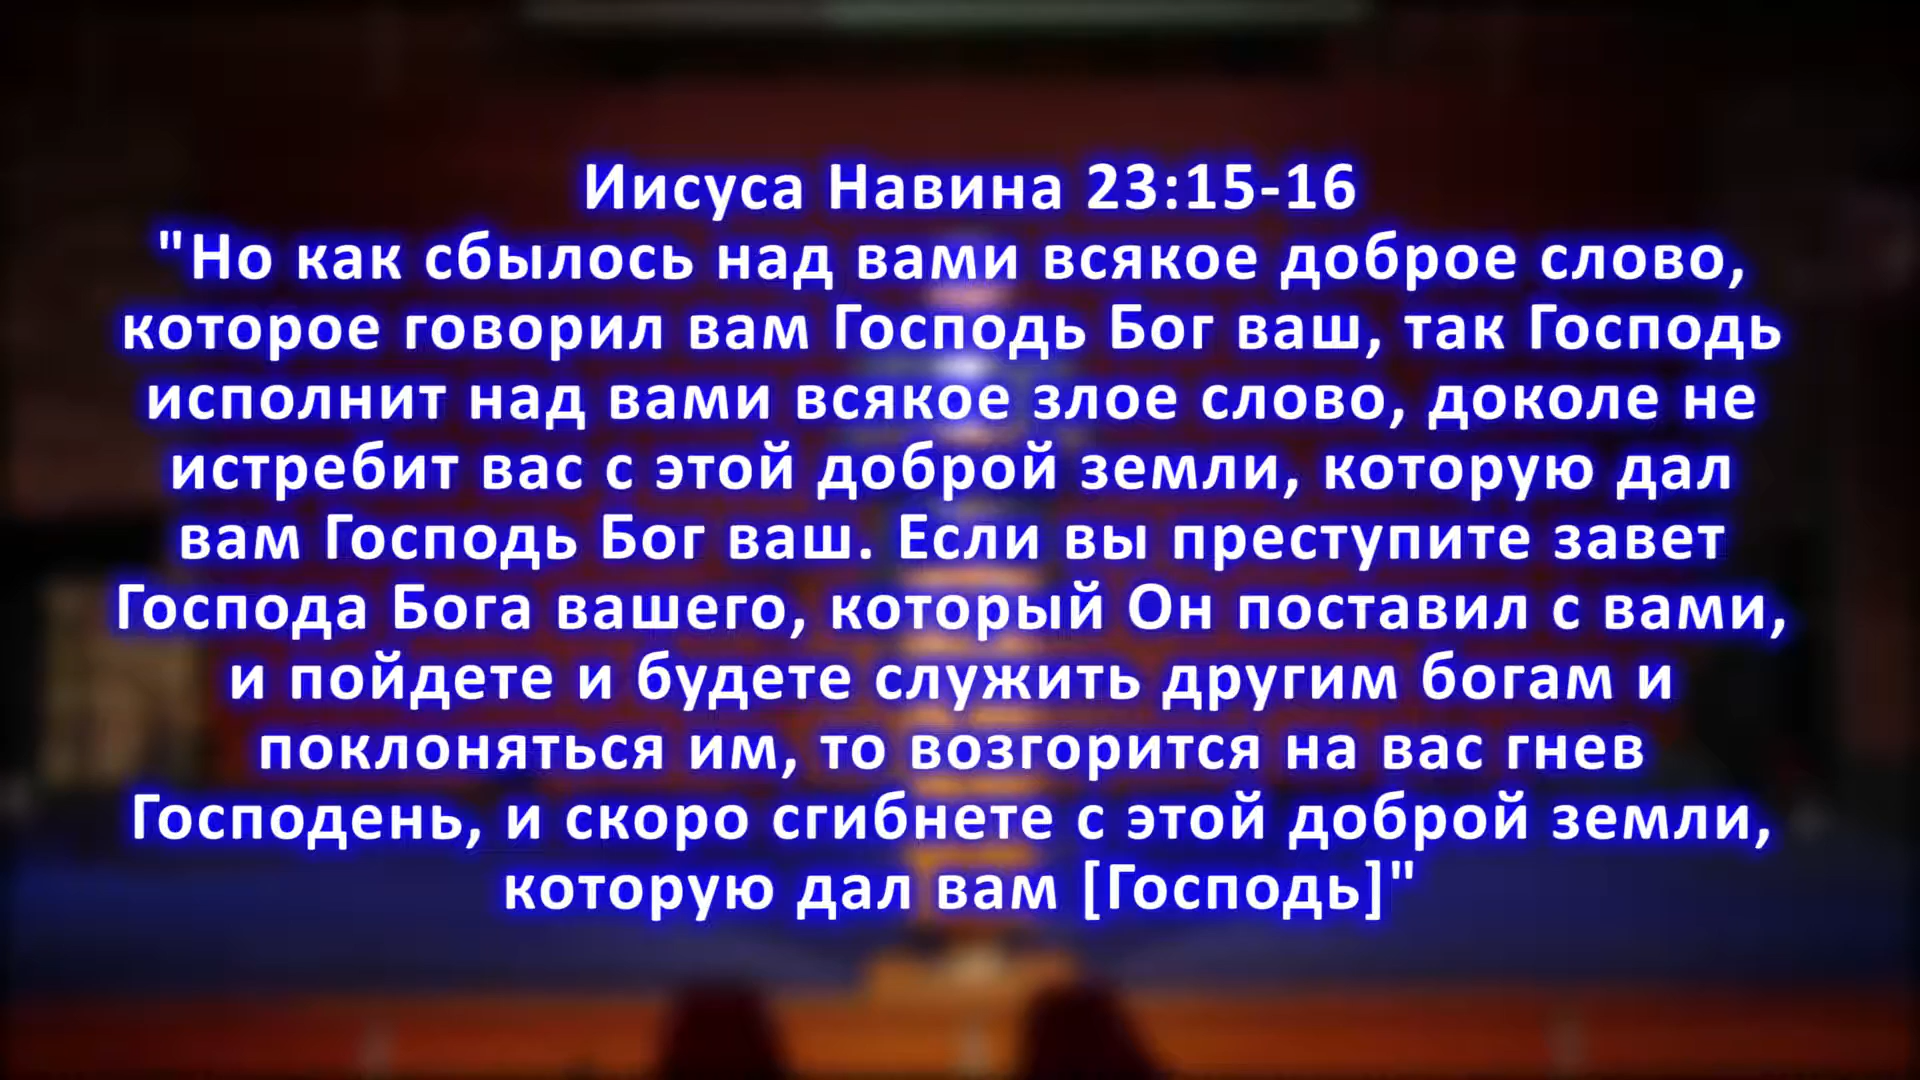 Иисуса Навина 23:15-16
"Но как сбылось над вами всякое доброе слово,
которое говорил вам Господь Бог ваш, так Господь
исполнит над вами всякое злое слово, доколе не
истребит вас с этой доброй земли, которую дал
вам Господь Бог ваш. Если вы преступите завет
Господа Бога вашего, который Он поставил с вами,
и пойдете и будете служить другим богам и
поклоняться им, то возгорится на вас гнев
Господень, и скоро сгибнете с этой доброй земли,
которую дал вам [Господь]"